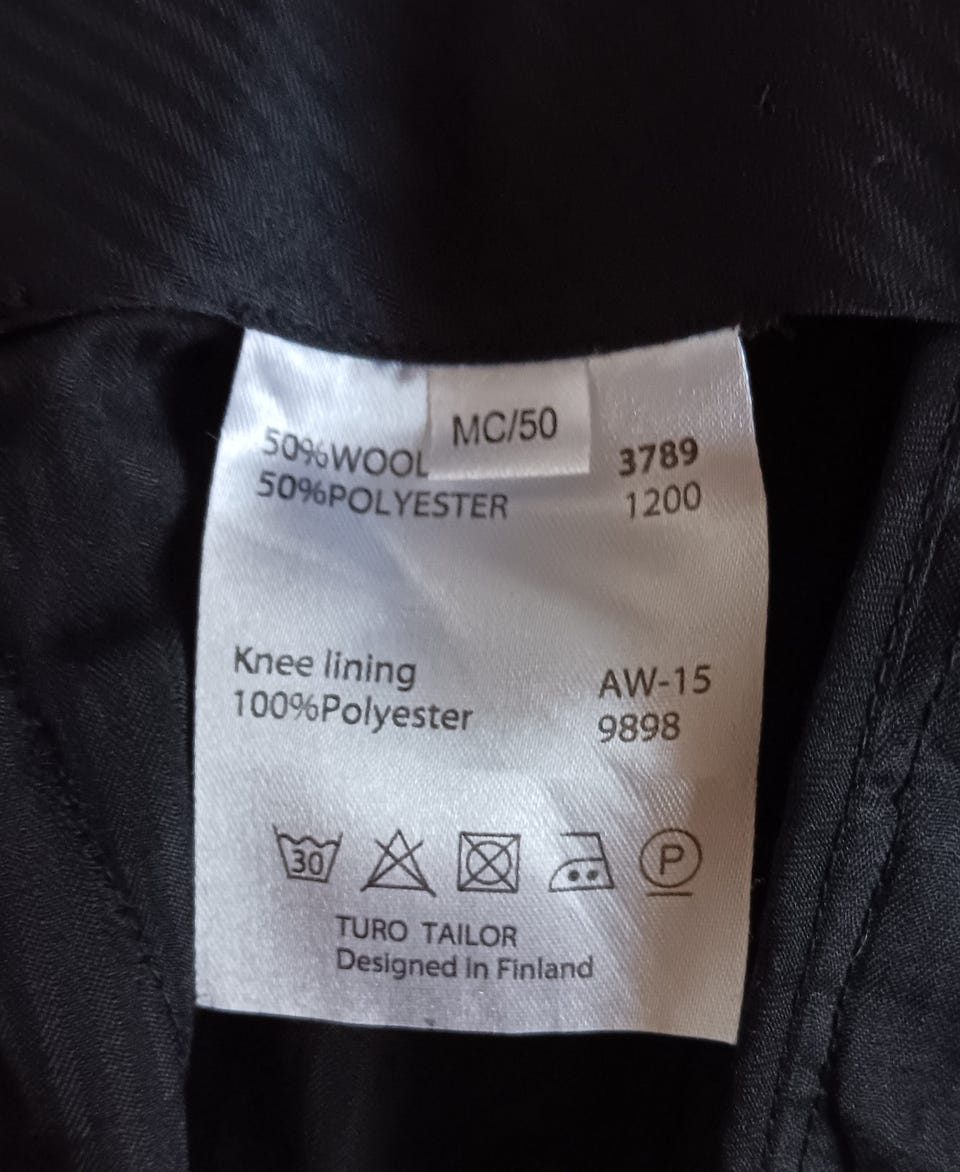 MC/50
50%WOOL 3789
50%POLYESTER 1200
Knee lining AW-15
100%Polyester 9898
30 P
TURO TAILOR
Designed in Finland